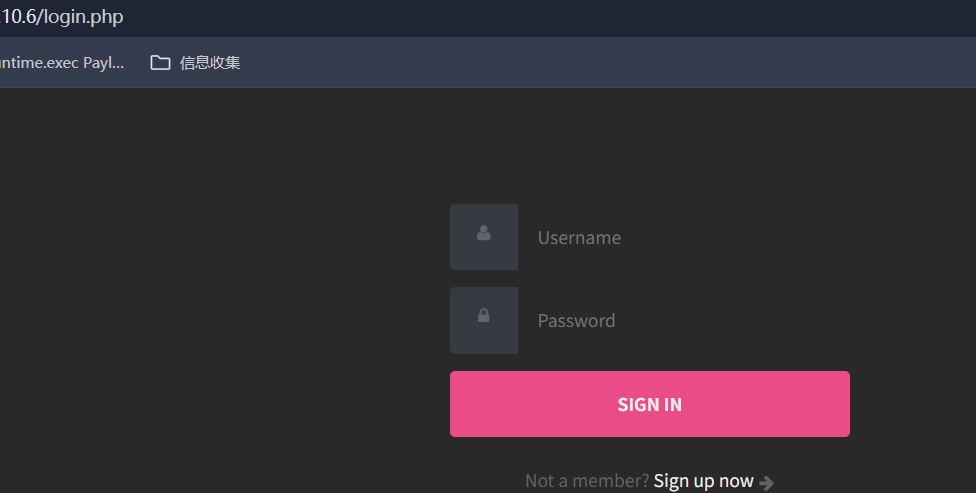 .10.6/login.php
ntime.exec Payl...
信息收集
Username
Password
SIGN IN
Not a member? Sign up now